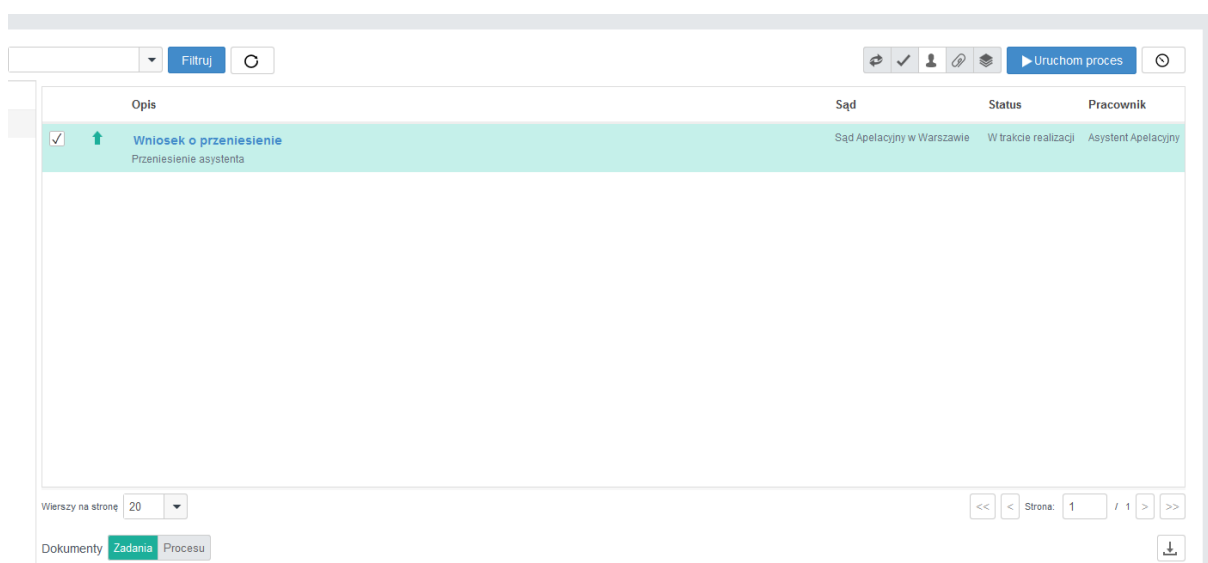 Filtruj
Uruchom proces
Opis Sąd Status Pracownik
Wniosek o przeniesienie Sąd Apelacyjny w Warszawie W trakcie realizacji Asystent Apelacyjny
Przeniesienie asystenta
Wierszy na stronę 20 << < Strona: 1 / 1 > >>
Dokumenty Zadania Procesu